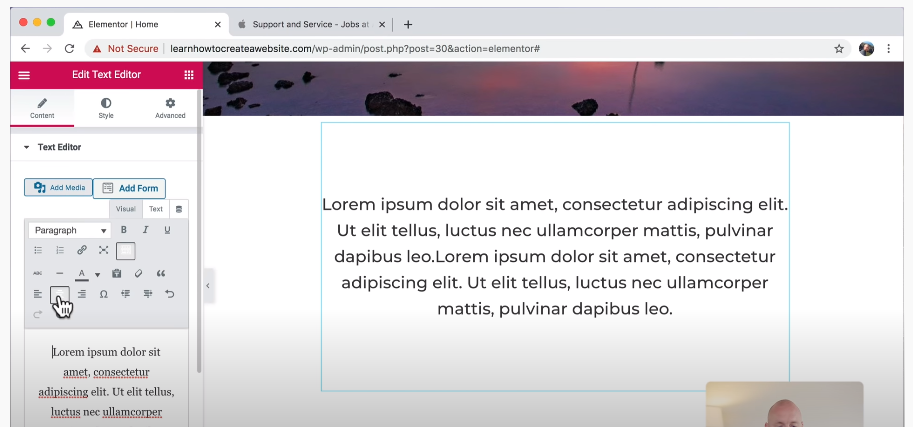 Elementor | Home
Support and Service - Jobs at
Not Secure | learnhowtocreateawebsite.com/wp-admin/post.php?post=30&action=elementor#
Edit Text Editor
Content Style Advanced
Text Editor
Add Media Add Form
Visual Text
Paragraph B I U
ABC A
Ω
Lorem ipsum dolor sit
amet, consectetur
adipiscing elit. Ut elit tellus,
luctus nec ullamcorper
Lorem ipsum dolor sit amet, consectetur adipiscing elit.
Ut elit tellus, luctus nec ullamcorper mattis, pulvinar
dapibus leo.Lorem ipsum dolor sit amet, consectetur
adipiscing elit. Ut elit tellus, luctus nec ullamcorper
mattis, pulvinar dapibus leo.